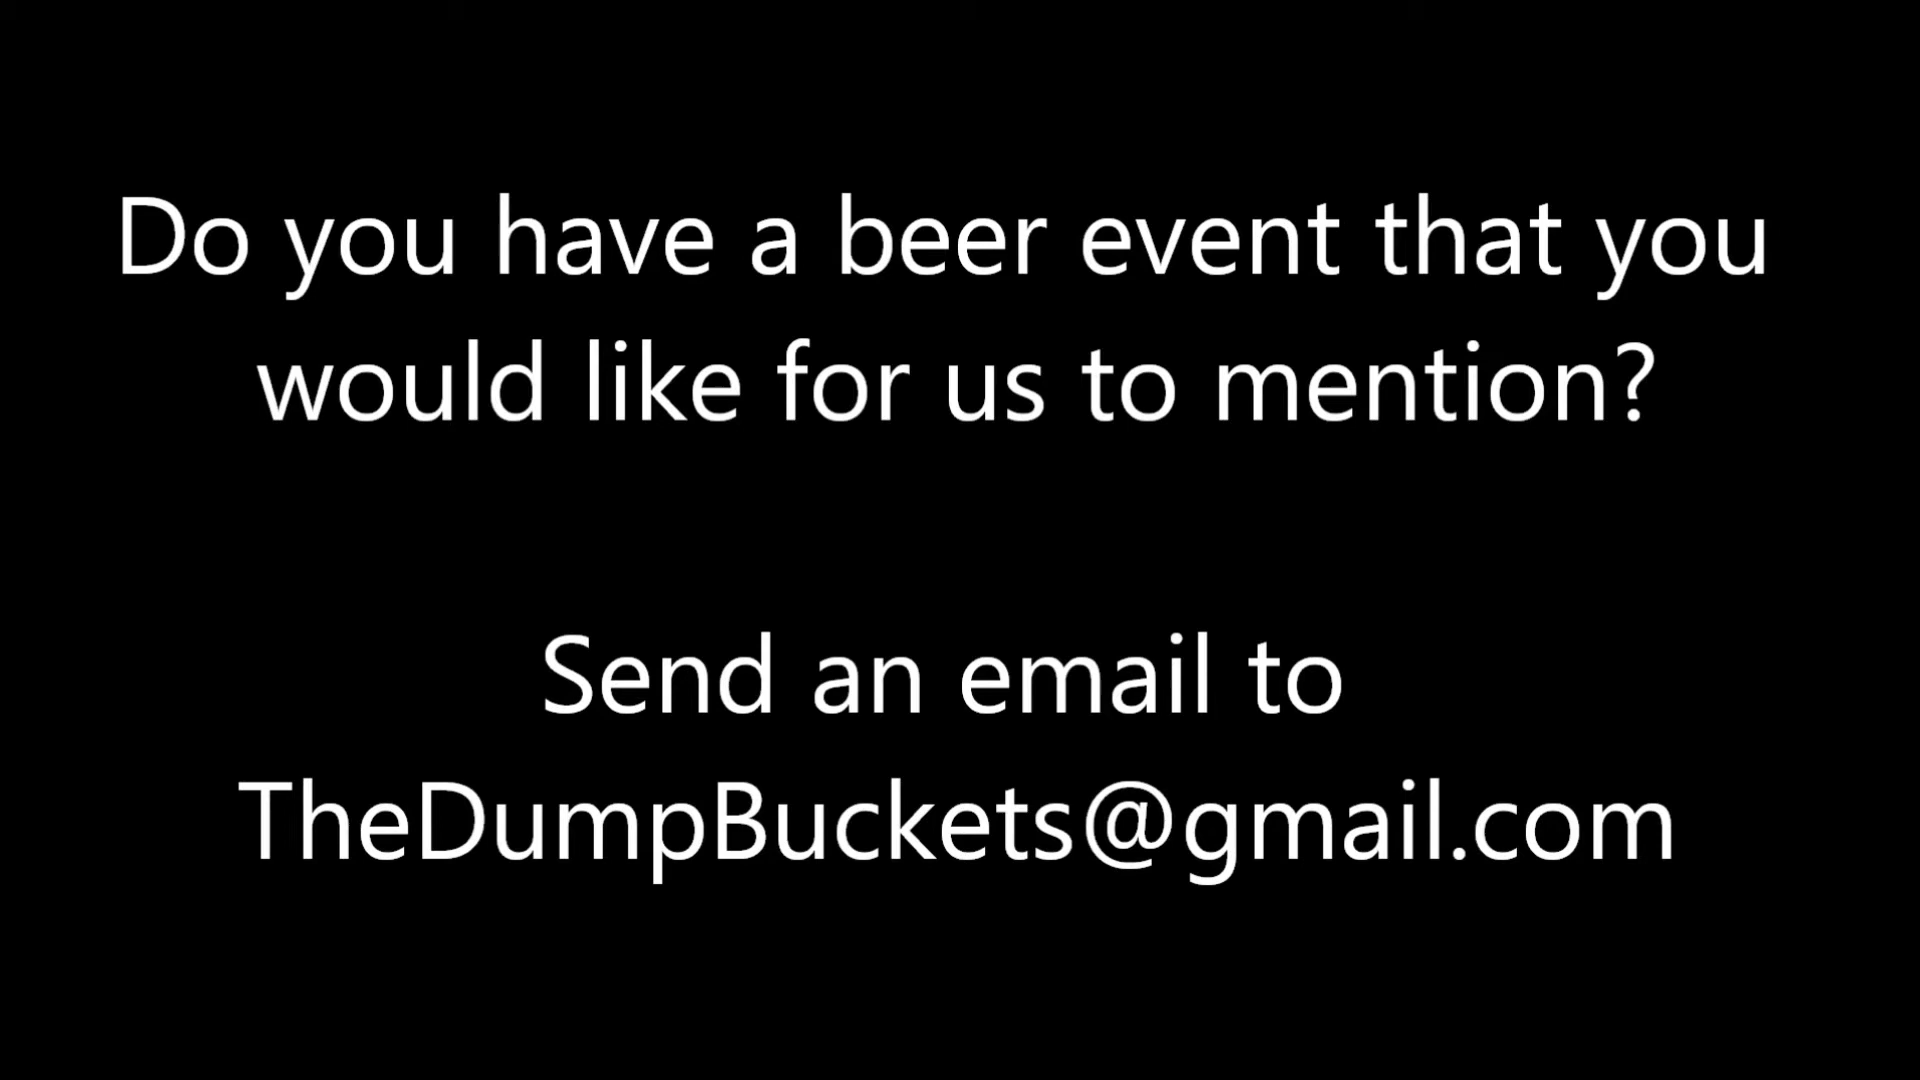 Do you have a beer event that you
would like for us to mention?
Send an email to
TheDumpBuckets@gmail.com